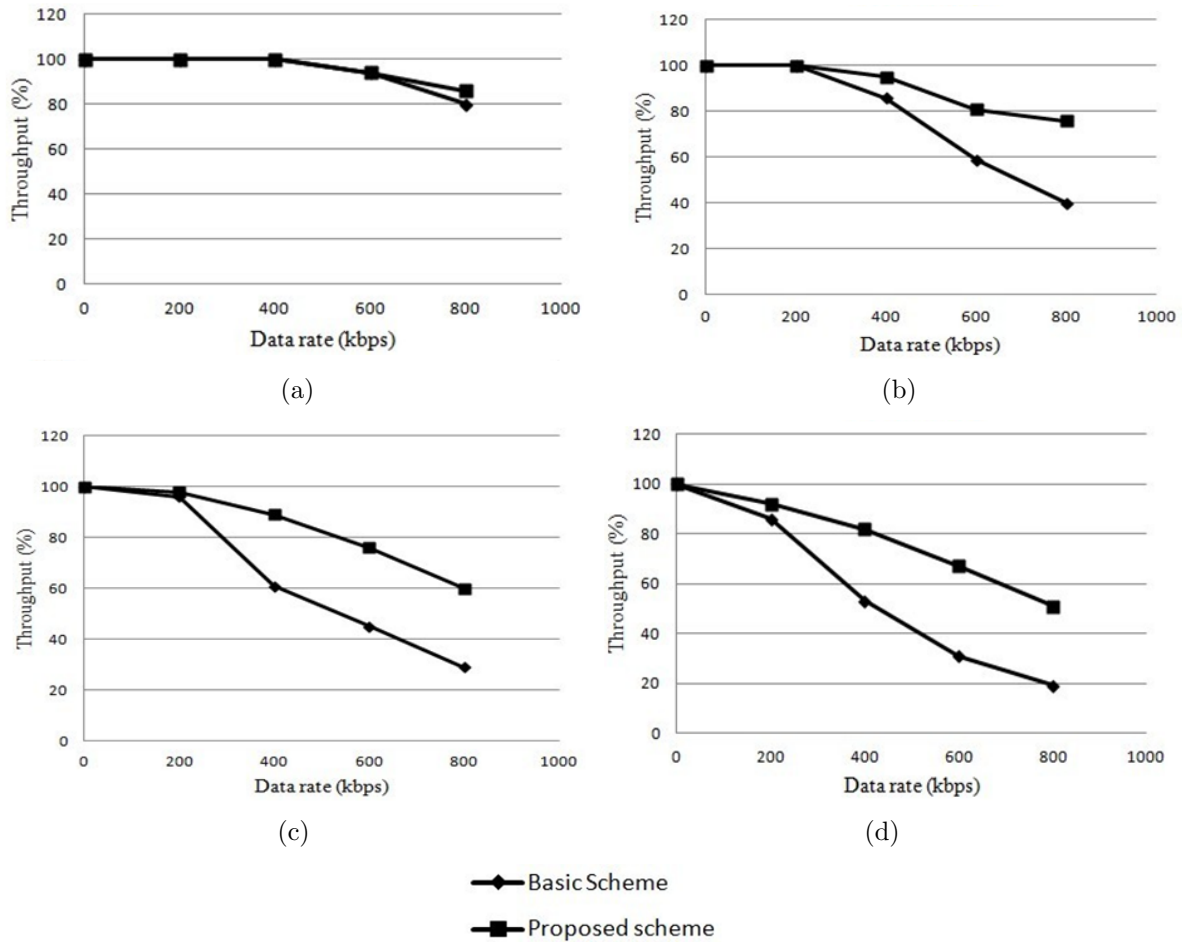 120
100
80
60
40
20
0
Throughput (%)
0 200 400 600 800 1000
Data rate (kbps)
(a)
120
100
80
60
40
20
0
Throughput (%)
0 200 400 600 800 1000
Data rate (kbps)
(b)
120
100
80
60
40
20
0
Throughput (%)
0 200 400 600 800 1000
Data rate (kbps)
(c)
120
100
80
60
40
20
0
Throughput (%)
0 200 400 600 800 1000
Data rate (kbps)
(d)
Basic Scheme
Proposed scheme